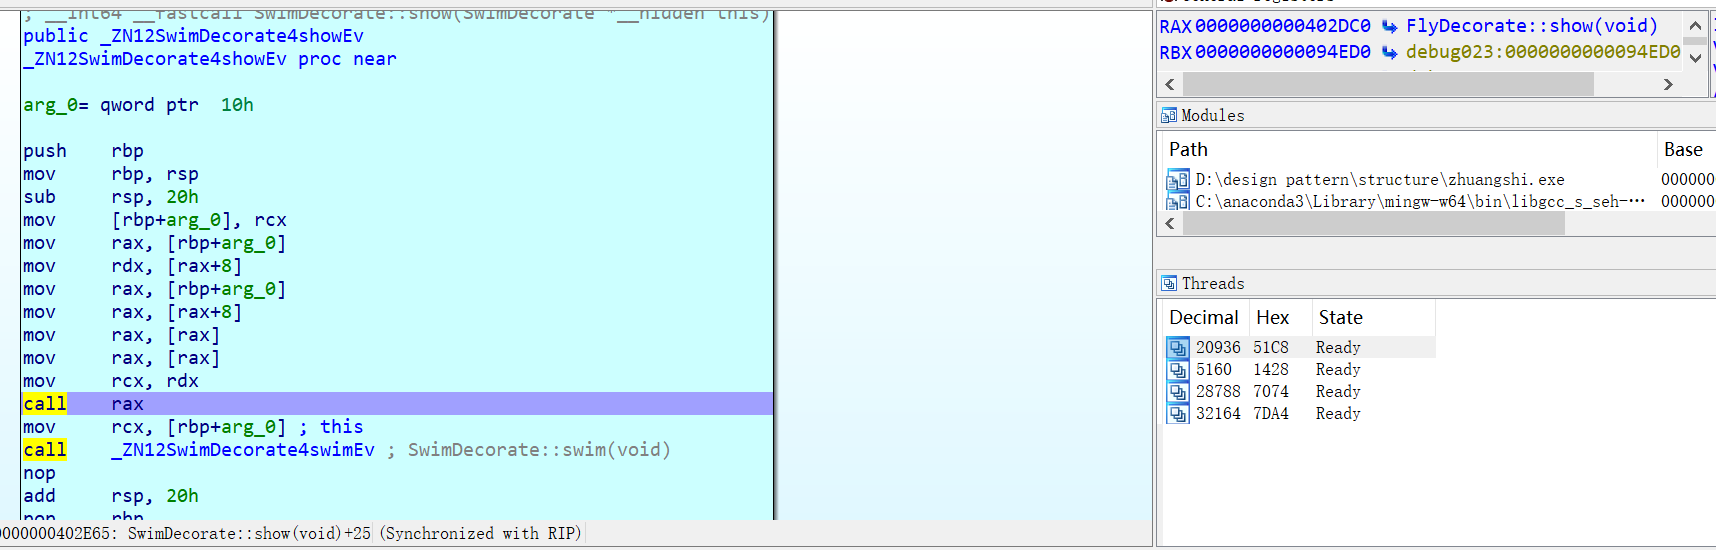 ; __int64 __fastcall SwimDecorate::show(SwimDecorate *__hidden this)
public _ZN12SwimDecorate4showEv
_ZN12SwimDecorate4showEv proc near
arg_0= qword ptr  10h
push    rbp
mov     rbp, rsp
sub     rsp, 20h
mov     [rbp+arg_0], rcx
mov     rax, [rbp+arg_0]
mov     rdx, [rax+8]
mov     rax, [rbp+arg_0]
mov     rax, [rax+8]
mov     rax, [rax]
mov     rax, [rax]
mov     rcx, rdx
call    rax
mov     rcx, [rbp+arg_0] ; this
call    _ZN12SwimDecorate4swimEv ; SwimDecorate::swim(void)
nop
add     rsp, 20h
pop     rbp
0000000402E65: SwimDecorate::show(void)+25 (Synchronized with RIP)
RAX 0000000000402DC0 FlyDecorate::show(void)
RBX 0000000000094ED0 debug023:0000000000094ED0
Modules
Path Base
D:\design pattern\structure\zhuangshi.exe 000000
C:\anaconda3\Library\mingw-w64\bin\libgcc_s_seh-⋯ 000000
Threads
Decimal Hex State
20936 51C8 Ready
5160 1428 Ready
28788 7074 Ready
32164 7DA4 Ready